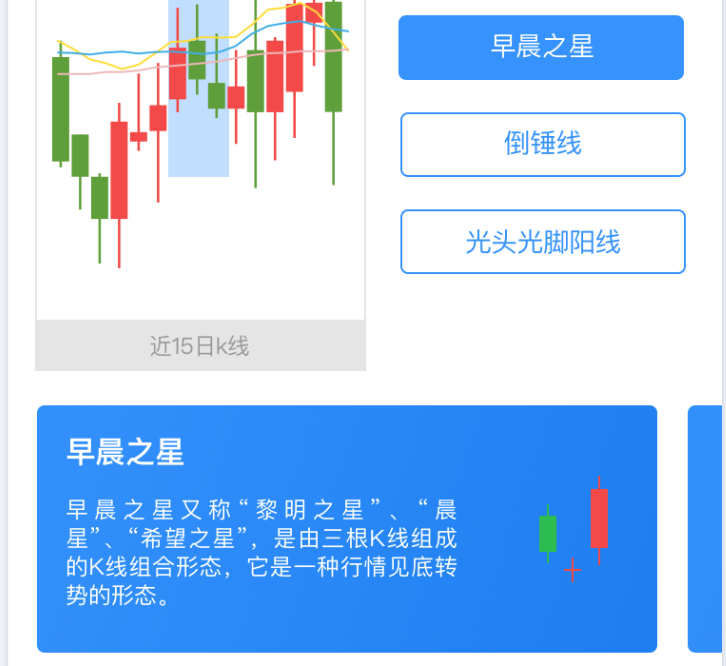 早晨之星
倒锤线
光头光脚阳线
近15日k线
早晨之星
早晨之星又称“黎明之星”、“晨
星”、“希望之星”，是由三根K线组成
的K线组合形态，它是一种行情见底转
势的形态。